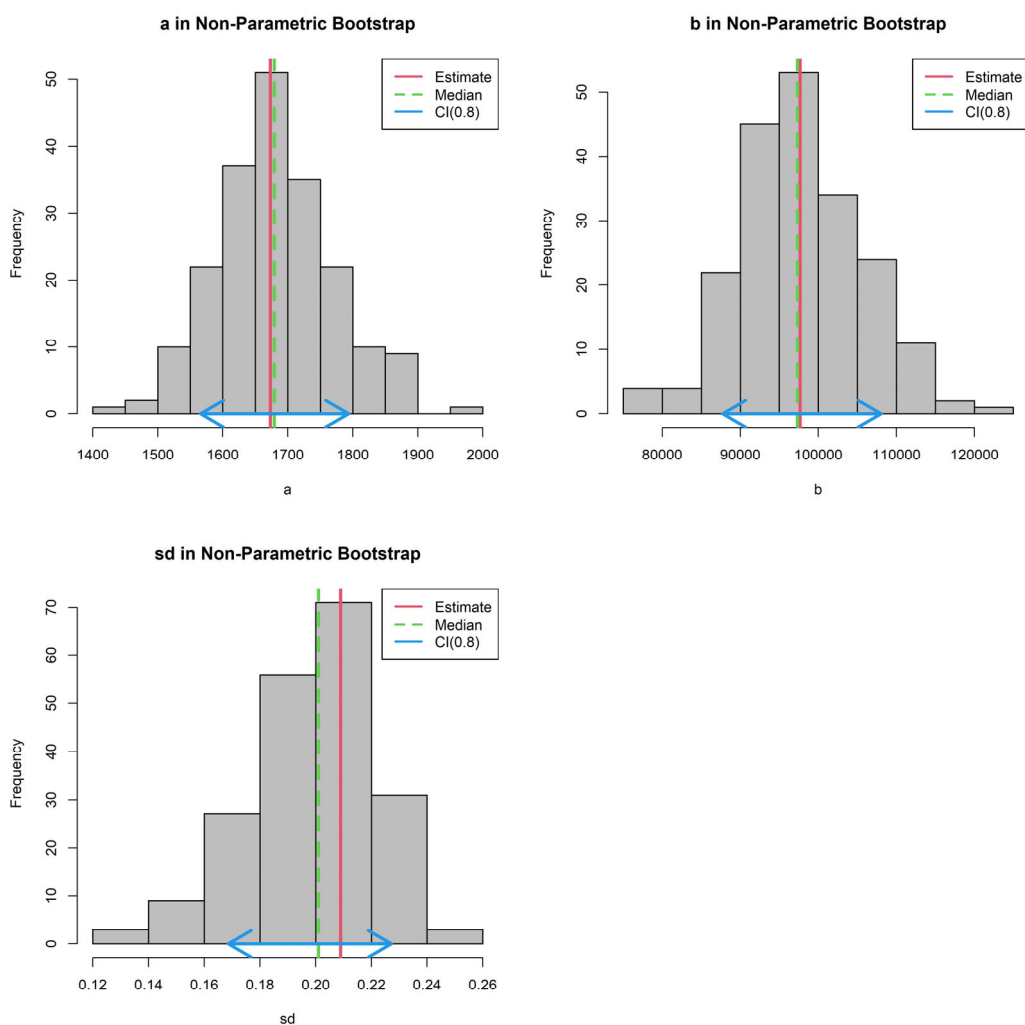 a in Non-Parametric Bootstrap
Estimate
Median
CI(0.8)
Frequency
0
10
20
30
40
50
1400
1500
1600
1700
1800
1900
2000
a
b in Non-Parametric Bootstrap
Estimate
Median
CI(0.8)
Frequency
0
10
20
30
40
50
80000
90000
100000
110000
120000
b
sd in Non-Parametric Bootstrap
Estimate
Median
CI(0.8)
Frequency
0
10
20
30
40
50
60
70
0.12
0.14
0.16
0.18
0.20
0.22
0.24
0.26
sd